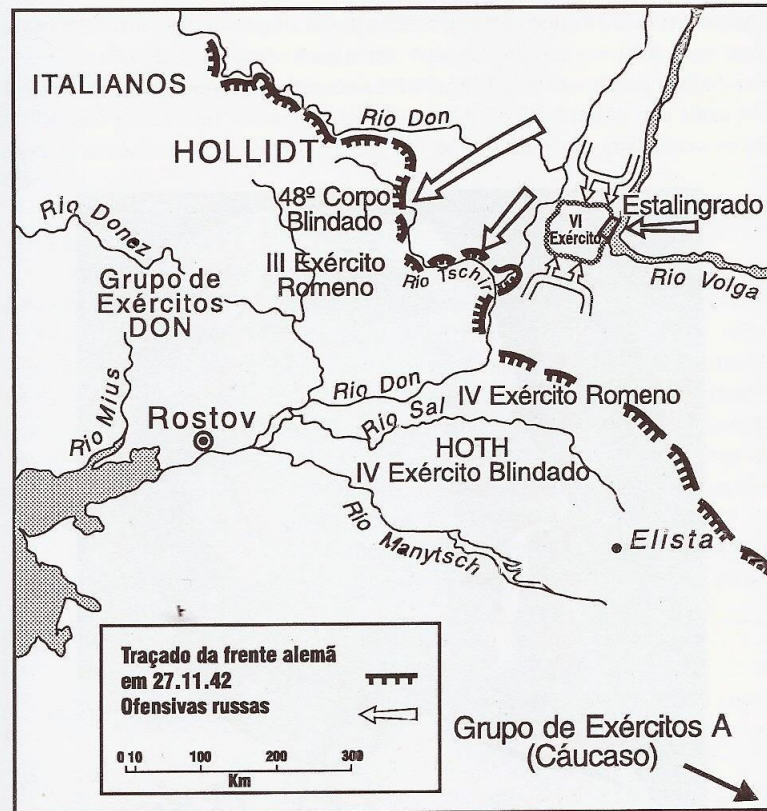 ITALIANOS
Rio Don
HOLLIDT
48º Corpo
Blindado
Estalingrado
VI
Exército
Rio Donez
III Exército
Romeno
Rio Tschir
Rio Volga
Grupo de
Exércitos
DON
Rio Mius
Rio Don
IV Exército Romeno
Rostov
Rio Sal
HOTH
IV Exército Blindado
Rio Manytsch
Elista
Traçado da frente alemã
em 27.11.42
Ofensivas russas
0 10 100 200 300
Km
Grupo de Exércitos A
(Cáucaso)